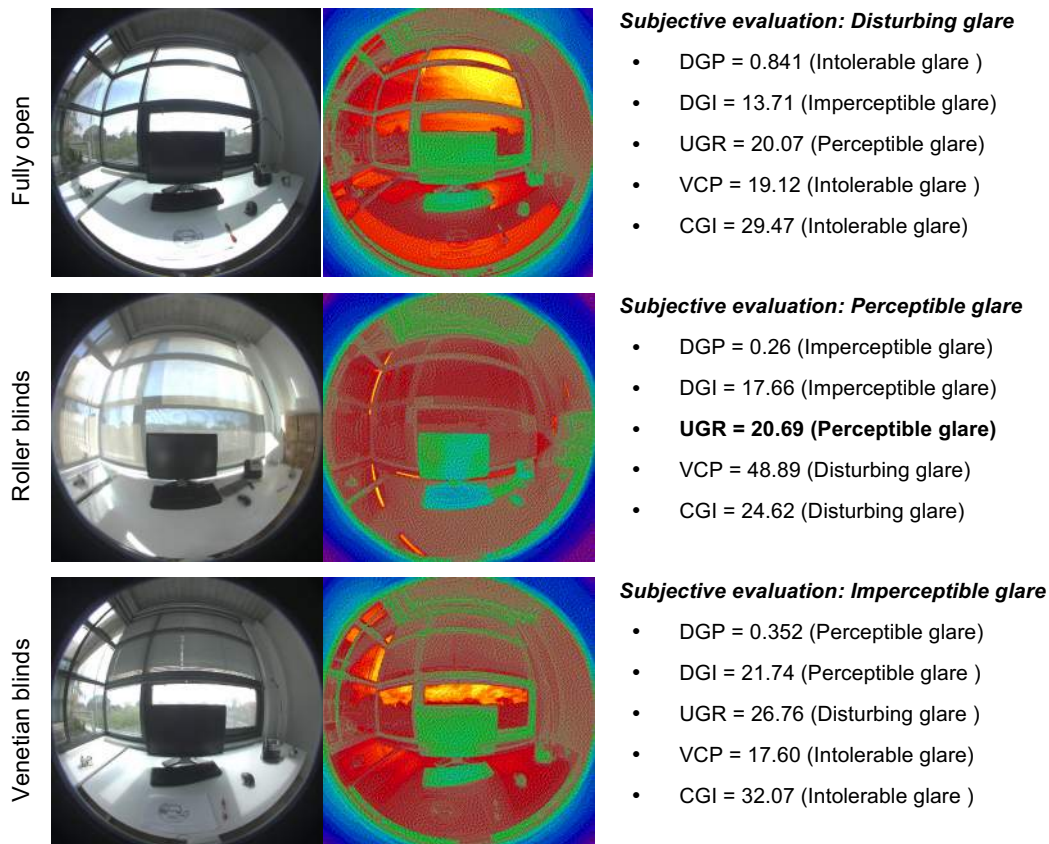 Fully open
Subjective evaluation: Disturbing glare
• DGP = 0.841 (Intolerable glare )
• DGI = 13.71 (Imperceptible glare)
• UGR = 20.07 (Perceptible glare)
• VCP = 19.12 (Intolerable glare )
• CGI = 29.47 (Intolerable glare)
Roller blinds
Subjective evaluation: Perceptible glare
• DGP = 0.26 (Imperceptible glare)
• DGI = 17.66 (Imperceptible glare)
• UGR = 20.69 (Perceptible glare)
• VCP = 48.89 (Disturbing glare)
• CGI = 24.62 (Disturbing glare)
Venetian blinds
Subjective evaluation: Imperceptible glare
• DGP = 0.352 (Perceptible glare)
• DGI = 21.74 (Perceptible glare )
• UGR = 26.76 (Disturbing glare )
• VCP = 17.60 (Intolerable glare)
• CGI = 32.07 (Intolerable glare )